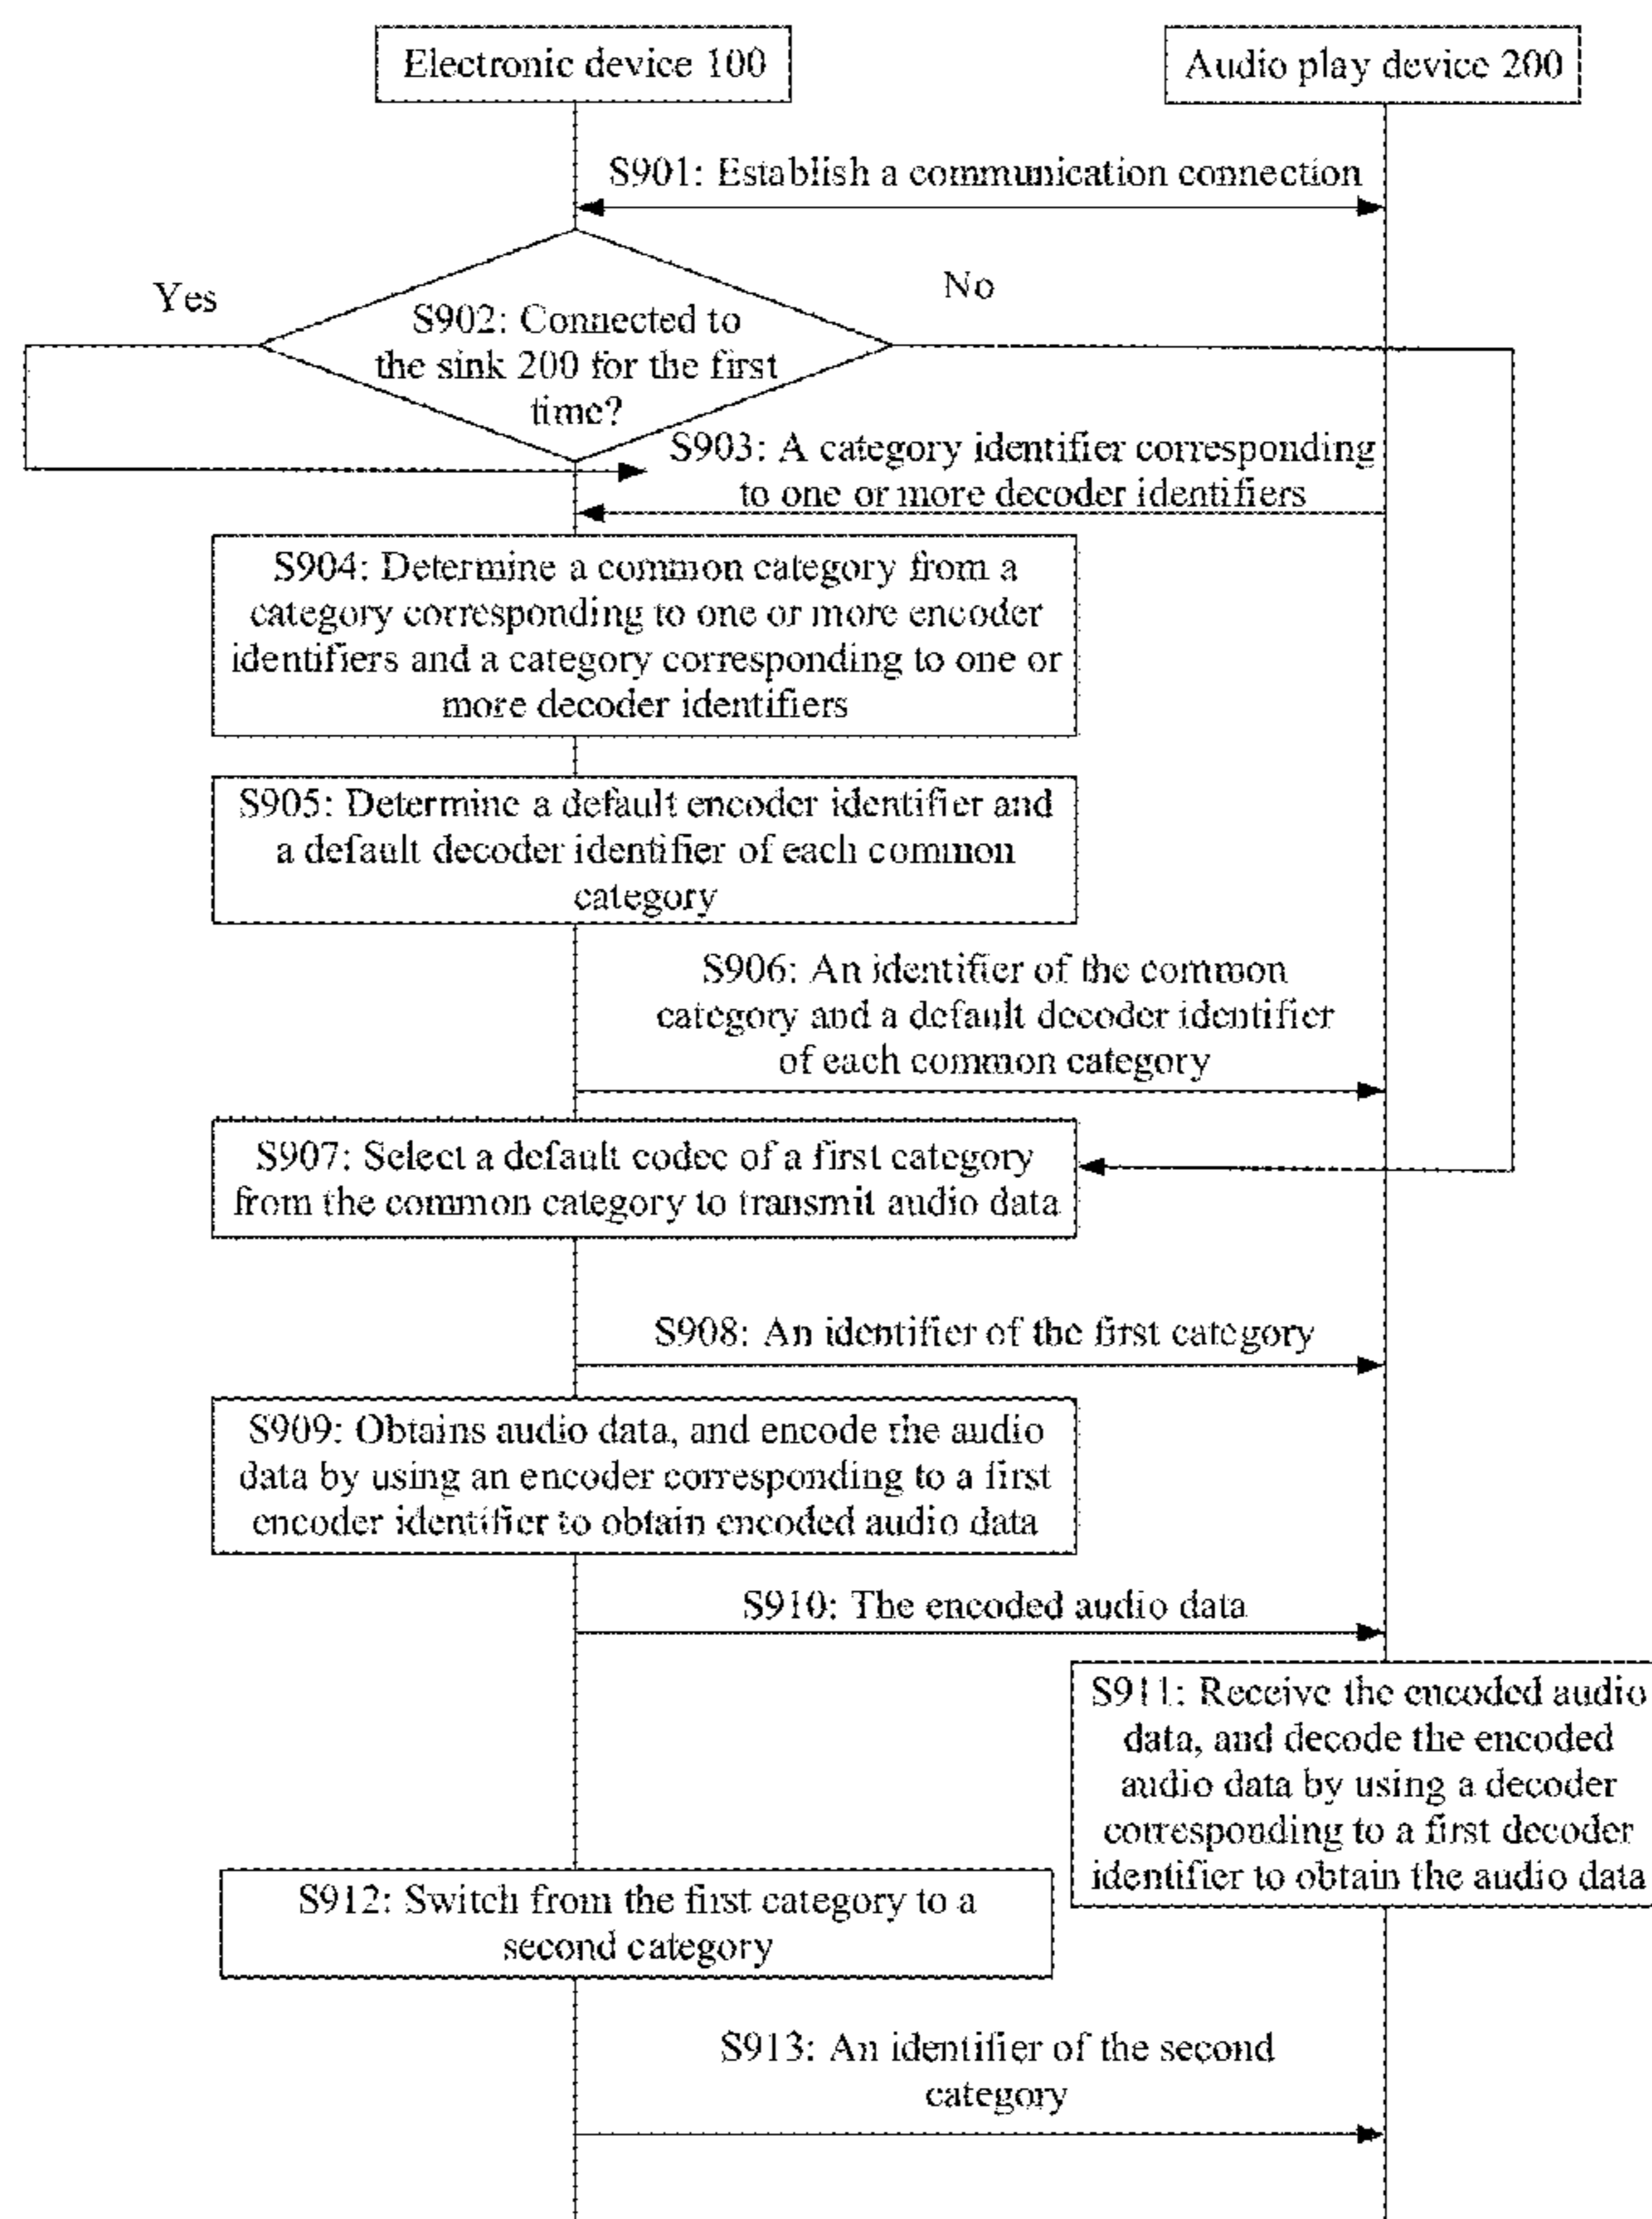 Electronic device 100
Audio play device 200
S901: Establish a communication connection
Yes
No
S902: Connected to
the sink 200 for the first
time?
S903: A category identifier corresponding
to one or more decoder identifiers
S904: Determine a common category from a
category corresponding to one or more encoder
identifiers and a category corresponding to one or
more decoder identifiers
S905: Determine a default encoder identifier and
a default decoder identifier of each common
category
S906: An identifier of the common
category and a default decoder identifier
of each common category
S907: Select a default codec of a first category
from the common category to transmit audio data
S908: An identifier of the first category
S909: Obtains audio data, and encode the audio
data by using an encoder corresponding to a first
encoder identifier to obtain encoded audio data
S910: The encoded audio data
S911: Receive the encoded audio
data, and decode the encoded
audio data by using a decoder
corresponding to a first decoder
identifier to obtain the audio data
S912: Switch from the first category to a
second category
S913: An identifier of the second
category